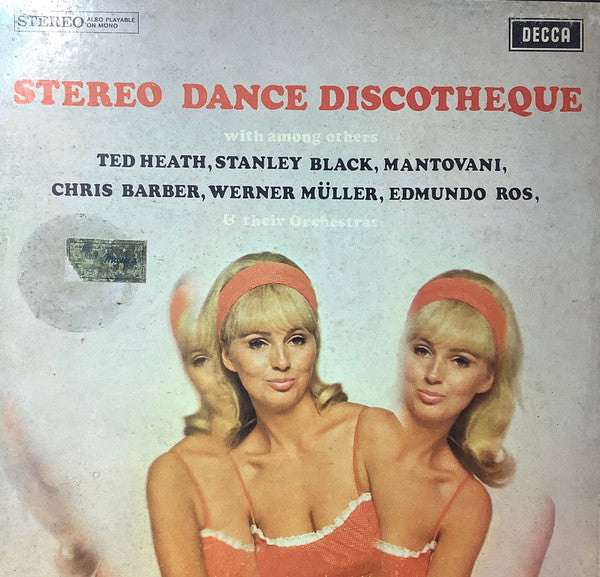 STEREO ALSO PLAYABLE ON MONO
DECCA
STEREO DANCE DISCOTHEQUE
with among others
TED HEATH, STANLEY BLACK, MANTOVANI,
CHRIS BARBER, WERNER MÜLLER, EDMUNDO ROS,
& their Orchestras